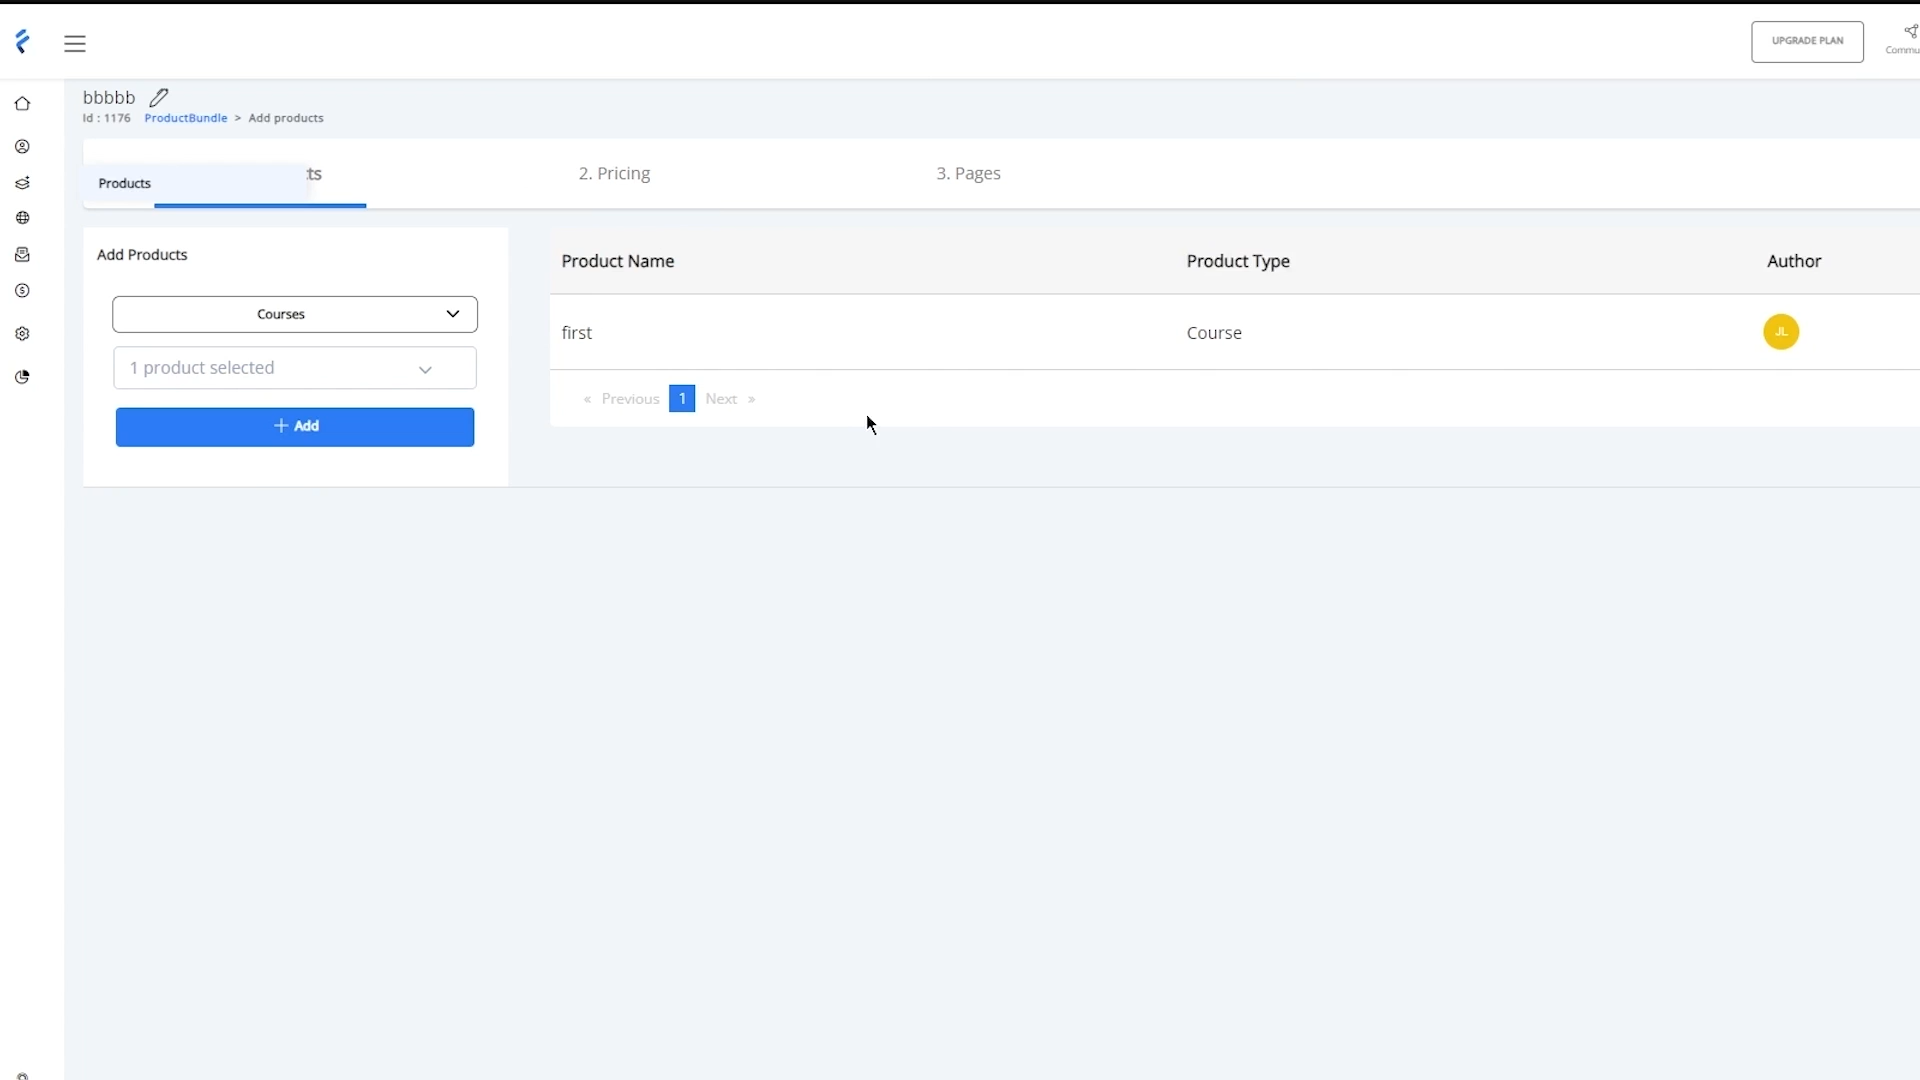 UPGRADE PLAN
Commu
bbbbb
Id : 1176 ProductBundle > Add products
Products
ts
2. Pricing
3. Pages
Add Products
Courses
1 product selected
+ Add
Product Name Product Type Author
first Course JL
« Previous 1 Next »